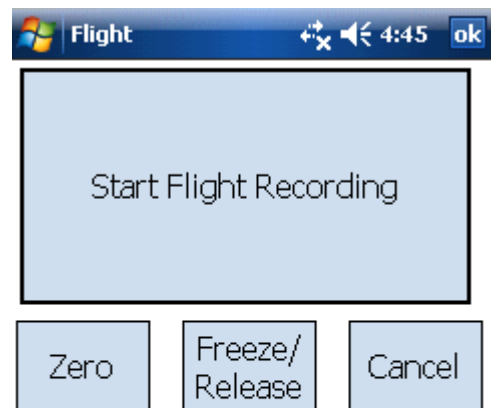 Flight 4:45 ok
Start Flight Recording
Zero
Freeze/
Release
Cancel